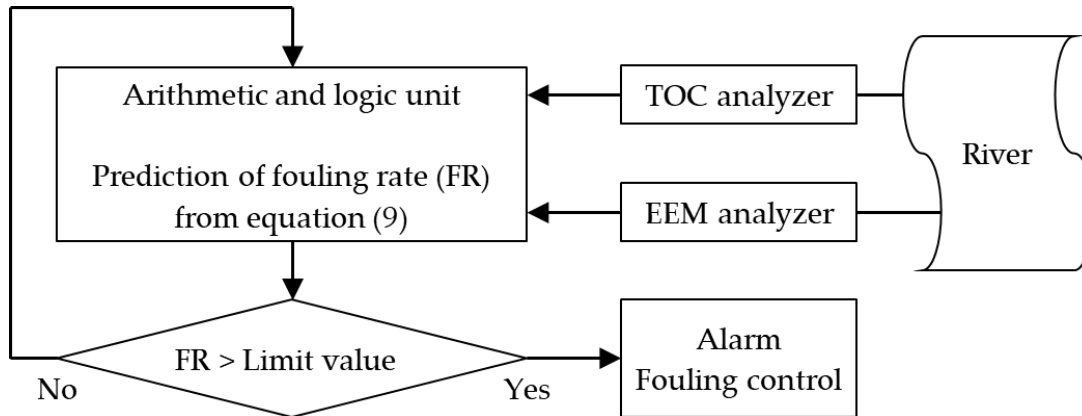 Arithmetic and logic unit
Prediction of fouling rate (FR)
from equation (9)
TOC analyzer
EEM analyzer
River
FR > Limit value
No
Yes
Alarm
Fouling control